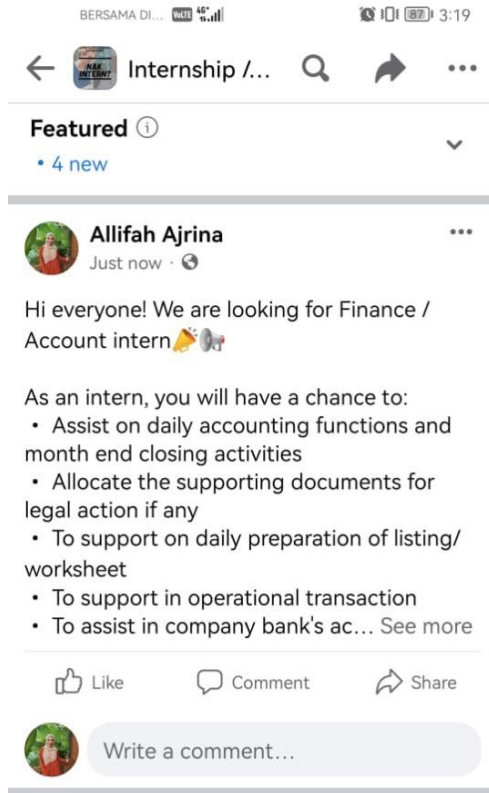 BERSAMA DI... VoLTE 4G+ 87 3:19
NAK INTERN? Internship /...
Featured
• 4 new
Allifah Ajrina
Just now ·
Hi everyone! We are looking for Finance /
Account intern📣📢
As an intern, you will have a chance to:
• Assist on daily accounting functions and
month end closing activities
• Allocate the supporting documents for
legal action if any
• To support on daily preparation of listing/
worksheet
• To support in operational transaction
• To assist in company bank's ac... See more
Like Comment Share
Write a comment...